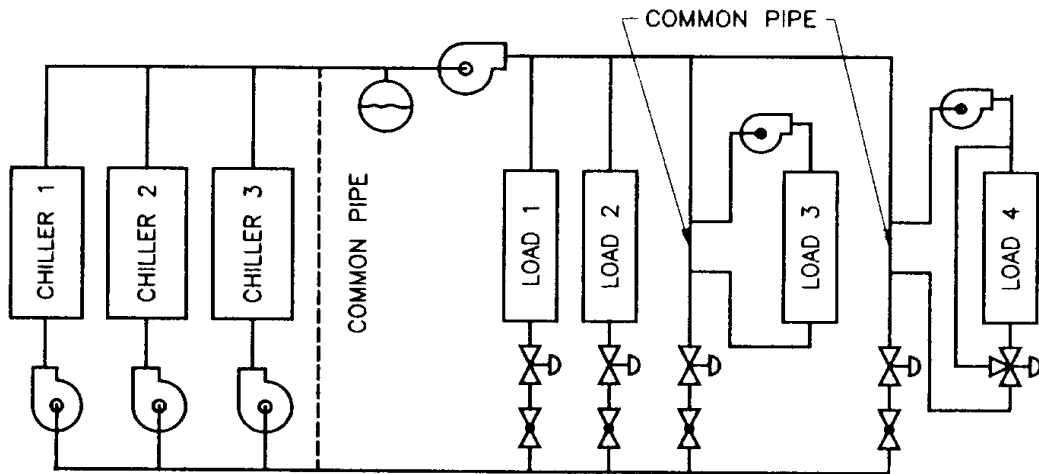 COMMON PIPE
CHILLER 1
CHILLER 2
CHILLER 3
COMMON PIPE
LOAD 1
LOAD 2
LOAD 3
LOAD 4